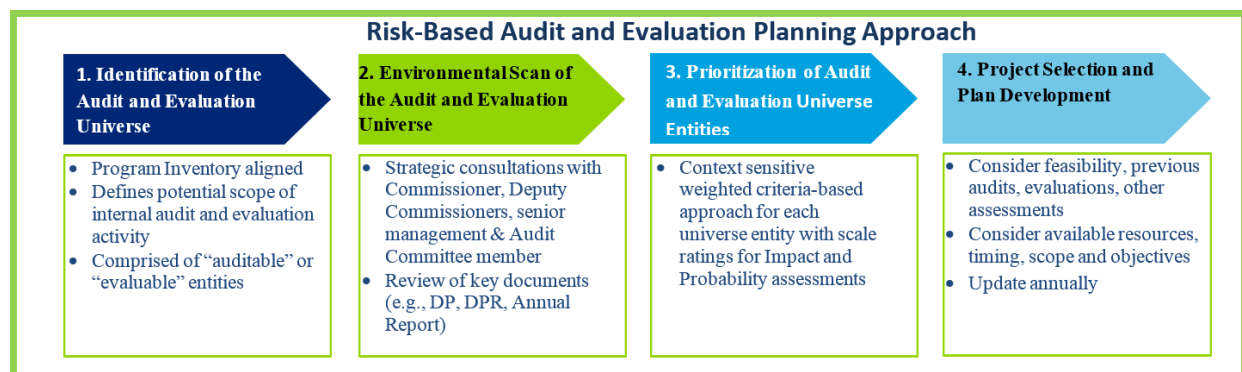 Risk-Based Audit and Evaluation Planning Approach
1. Identification of the
Audit and Evaluation
Universe
• Program Inventory aligned
• Defines potential scope of
internal audit and evaluation
activity
• Comprised of “auditable” or
“evaluable” entities
2. Environmental Scan of
the Audit and Evaluation
Universe
• Strategic consultations with
Commissioner, Deputy
Commissioners, senior
management & Audit
Committee member
• Review of key documents
(e.g., DP, DPR, Annual
Report)
3. Prioritization of Audit
and Evaluation Universe
Entities
• Context sensitive
weighted criteria-based
approach for each
universe entity with scale
ratings for Impact and
Probability assessments
4. Project Selection and
Plan Development
• Consider feasibility, previous
audits, evaluations, other
assessments
• Consider available resources,
timing, scope and objectives
• Update annually